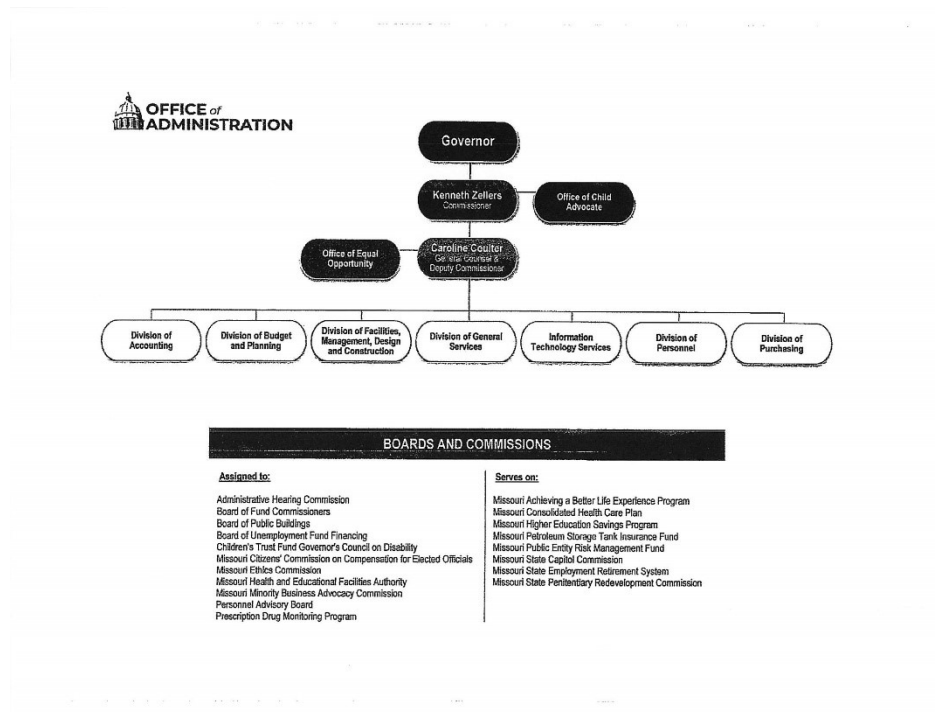 OFFICE of
ADMINISTRATION
Governor
Kenneth Zellers
Commissioner
Office of Child
Advocate
Office of Equal
Opportunity
Caroline Coulter
General Counsel &
Deputy Commissioner
Division of
Accounting
Division of Budget
and Planning
Division of Facilities,
Management, Design
and Construction
Division of General
Services
Information
Technology Services
Division of
Personnel
Division of
Purchasing
BOARDS AND COMMISSIONS
Assigned to:
Administrative Hearing Commission
Board of Fund Commissioners
Board of Public Buildings
Board of Unemployment Fund Financing
Children's Trust Fund Governor's Council on Disability
Missouri Citizens' Commission on Compensation for Elected Officials
Missouri Ethics Commission
Missouri Health and Educational Facilities Authority
Missouri Minority Business Advocacy Commission
Personnel Advisory Board
Prescription Drug Monitoring Program
Serves on:
Missouri Achieving a Better Life Experience Program
Missouri Consolidated Health Care Plan
Missouri Higher Education Savings Program
Missouri Petroleum Storage Tank Insurance Fund
Missouri Public Entity Risk Management Fund
Missouri State Capitol Commission
Missouri State Employment Retirement System
Missouri State Penitentiary Redevelopment Commission